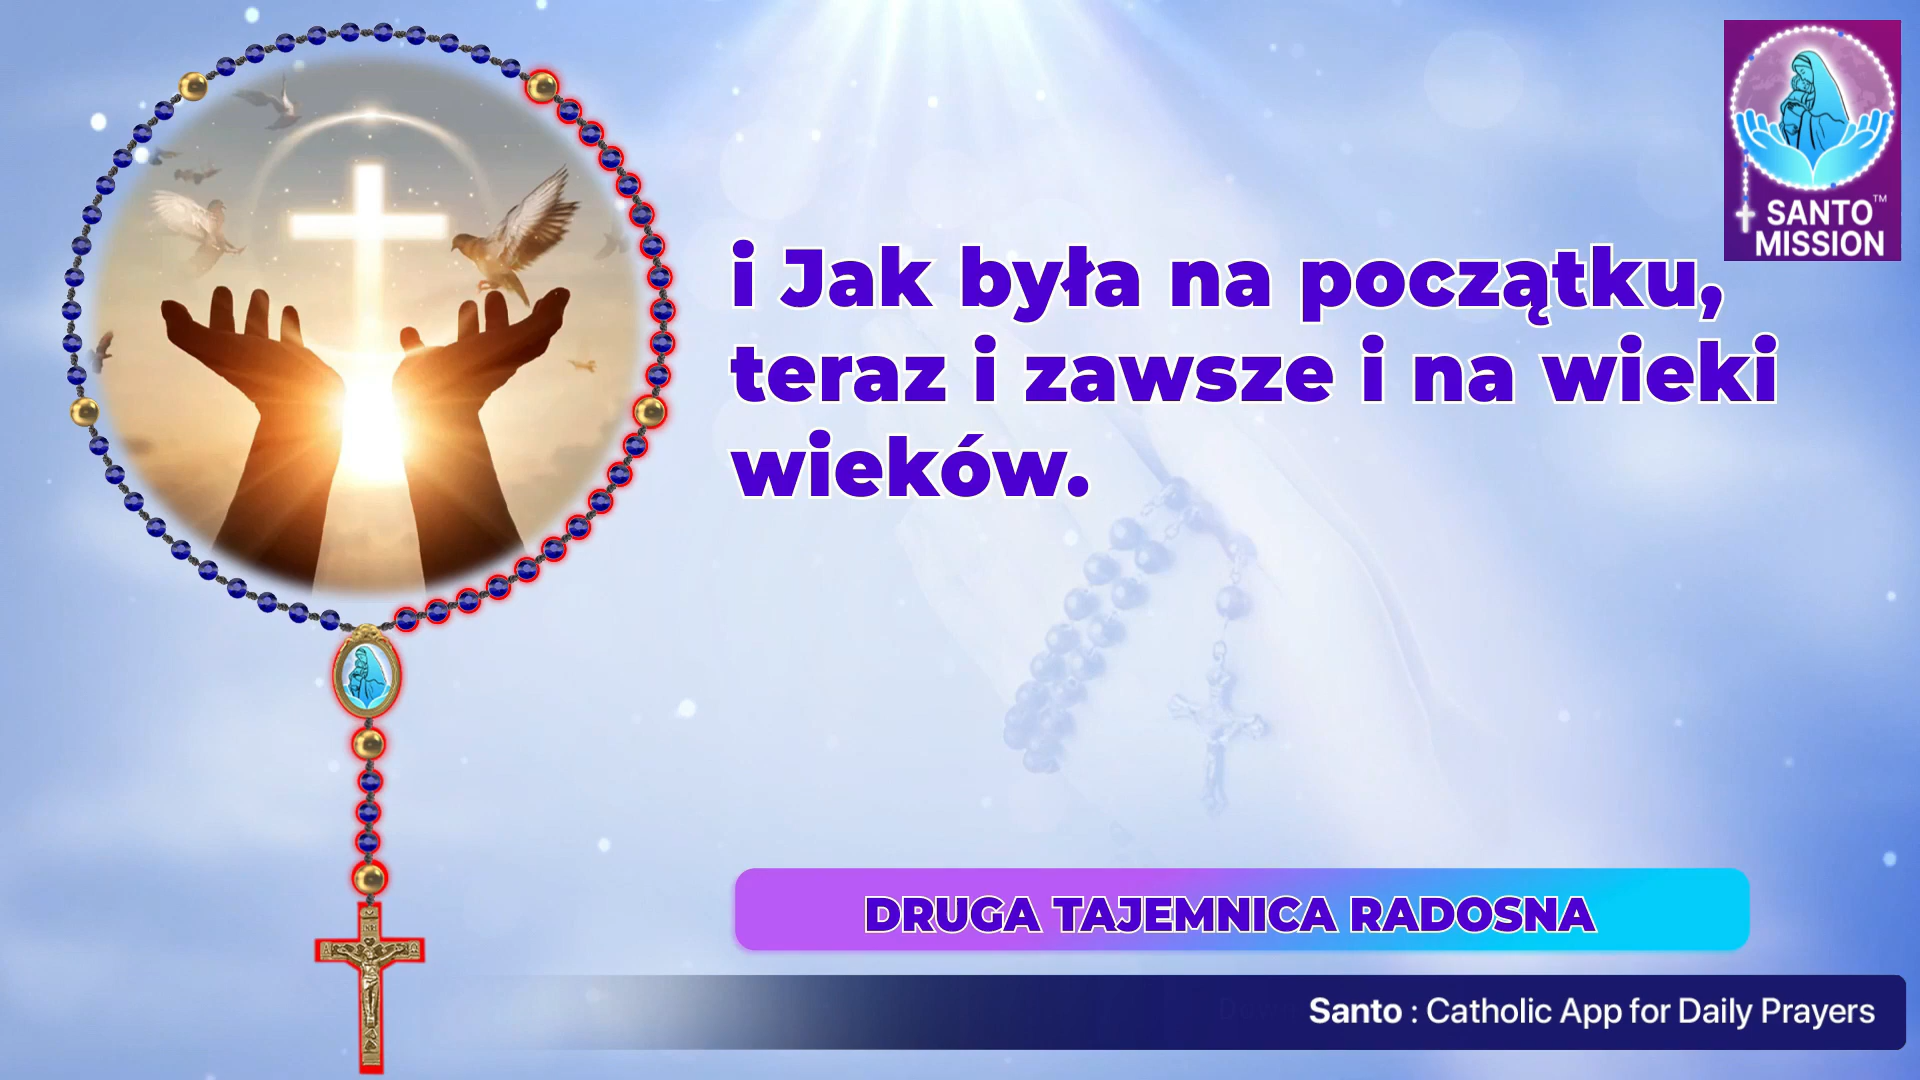 SANTO™
MISSION
i Jak była na początku,
teraz i zawsze i na wieki
wieków.
DRUGA TAJEMNICA RADOSNA
Santo : Catholic App for Daily Prayers